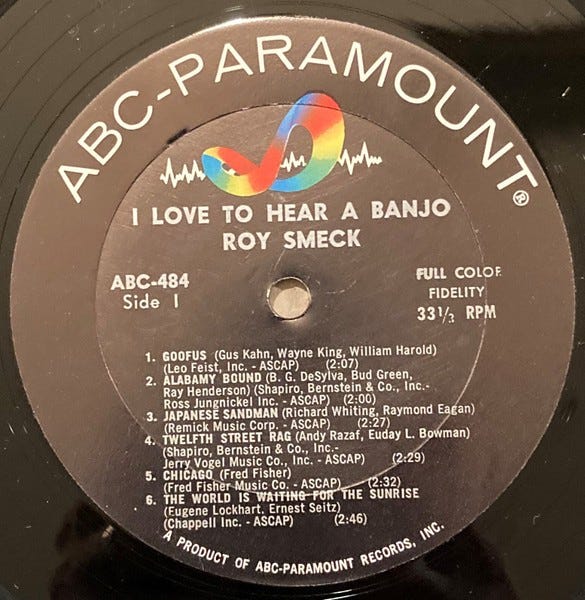 ABC-PARAMOUNT®
I LOVE TO HEAR A BANJO
ROY SMECK
ABC-484
Side 1
FULL COLOR
FIDELITY
33 1/3 RPM
1. GOOFUS (Gus Kahn, Wayne King, William Harold)
(Leo Feist, Inc. - ASCAP) (2:07)
2. ALABAMY BOUND (B. G. DeSylva, Bud Green,
Ray Henderson) (Shapiro, Bernstein & Co., Inc.-
Ross Jungnickel Inc. - ASCAP) (2:00)
3. JAPANESE SANDMAN (Richard Whiting, Raymond Eagan)
(Remick Music Corp. - ASCAP) (2:27)
4. TWELFTH STREET RAG (Andy Razaf, Euday L. Bowman)
(Shapiro, Bernstein & Co., Inc.-
Jerry Vogel Music Co., Inc. - ASCAP) (2:29)
5. CHICAGO (Fred Fisher)
(Fred Fisher Music Co. - ASCAP) (2:32)
6. THE WORLD IS WAITING FOR THE SUNRISE
(Eugene Lockhart, Ernest Seitz)
(Chappell Inc. - ASCAP) (2:46)
A PRODUCT OF ABC-PARAMOUNT RECORDS, INC.